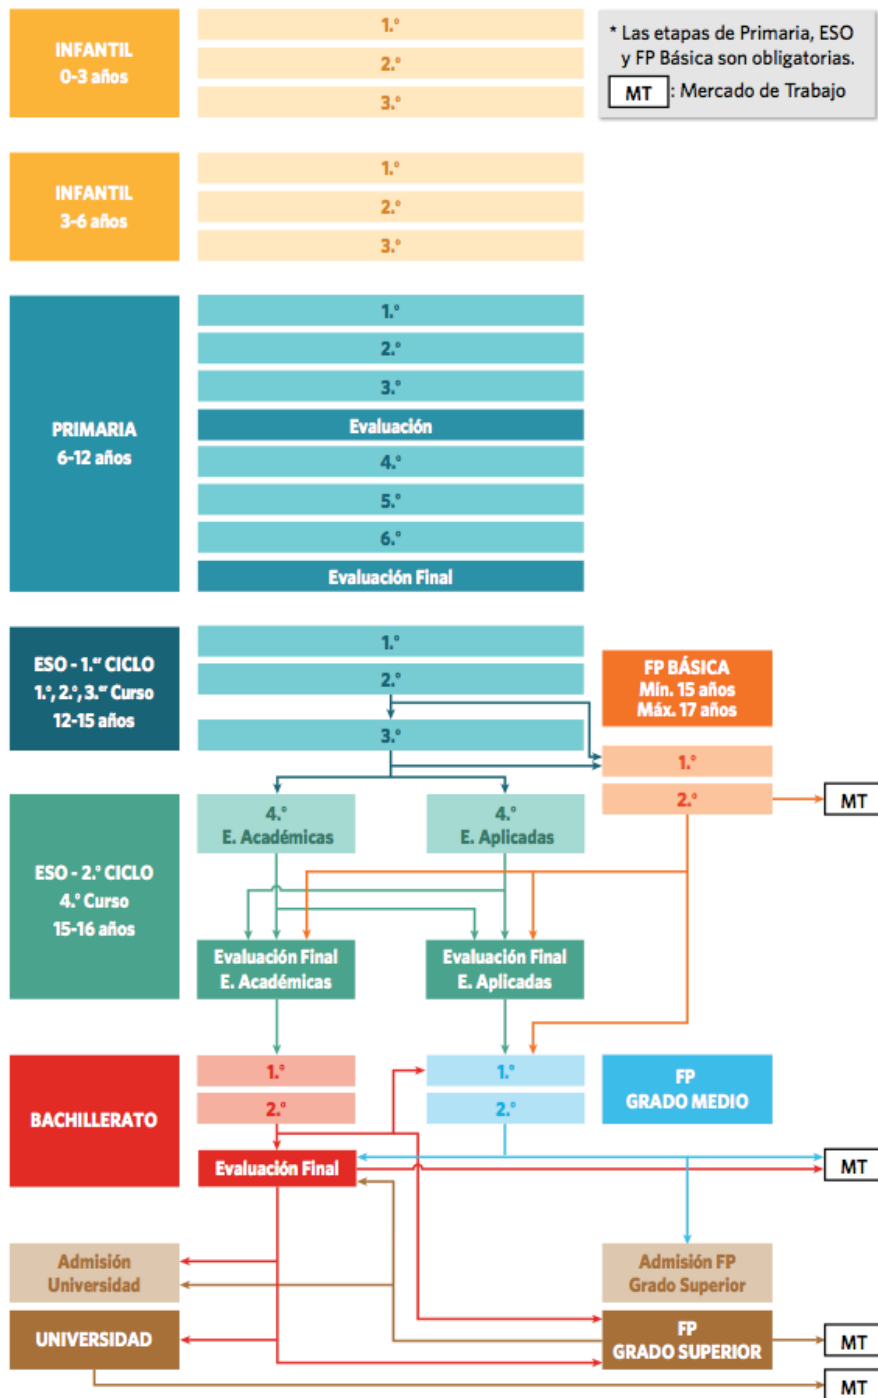 INFANTIL
0-3 años
1.º
2.º
3.º
* Las etapas de Primaria, ESO
y FP Básica son obligatorias.
MT : Mercado de Trabajo
INFANTIL
3-6 años
1.º
2.º
3.º
PRIMARIA
6-12 años
1.º
2.º
3.º
Evaluación
4.º
5.º
6.º
Evaluación Final
ESO - 1.er CICLO
1.º, 2.º, 3.er Curso
12-15 años
1.º
2.º
3.º
FP BÁSICA
Mín. 15 años
Máx. 17 años
1.º
2.º
MT
ESO - 2.º CICLO
4.º Curso
15-16 años
4.º
E. Académicas
4.º
E. Aplicadas
Evaluación Final
E. Académicas
Evaluación Final
E. Aplicadas
BACHILLERATO
1.º
2.º
Evaluación Final
1.º
2.º
FP
GRADO MEDIO
MT
Admisión
Universidad
Admisión FP
Grado Superior
UNIVERSIDAD
FP
GRADO SUPERIOR
MT
MT